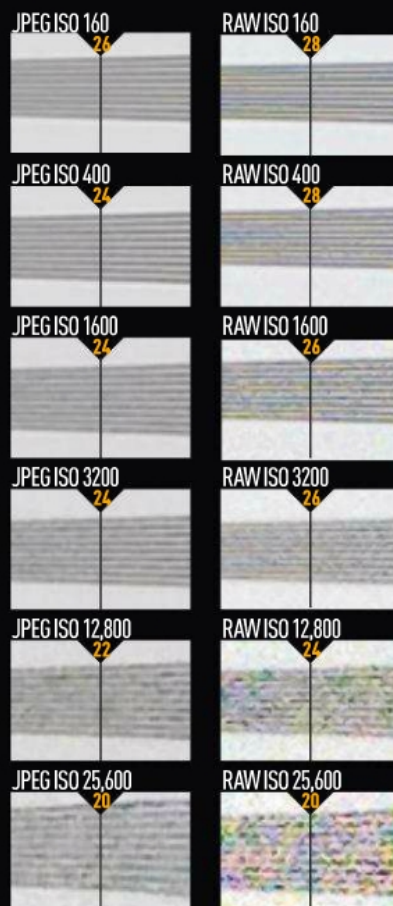 JPEG ISO 160
26
RAW ISO 160
28
JPEG ISO 400
24
RAW ISO 400
28
JPEG ISO 1600
24
RAW ISO 1600
26
JPEG ISO 3200
24
RAW ISO 3200
26
JPEG ISO 12,800
22
RAW ISO 12,800
24
JPEG ISO 25,600
20
RAW ISO 25,600
20